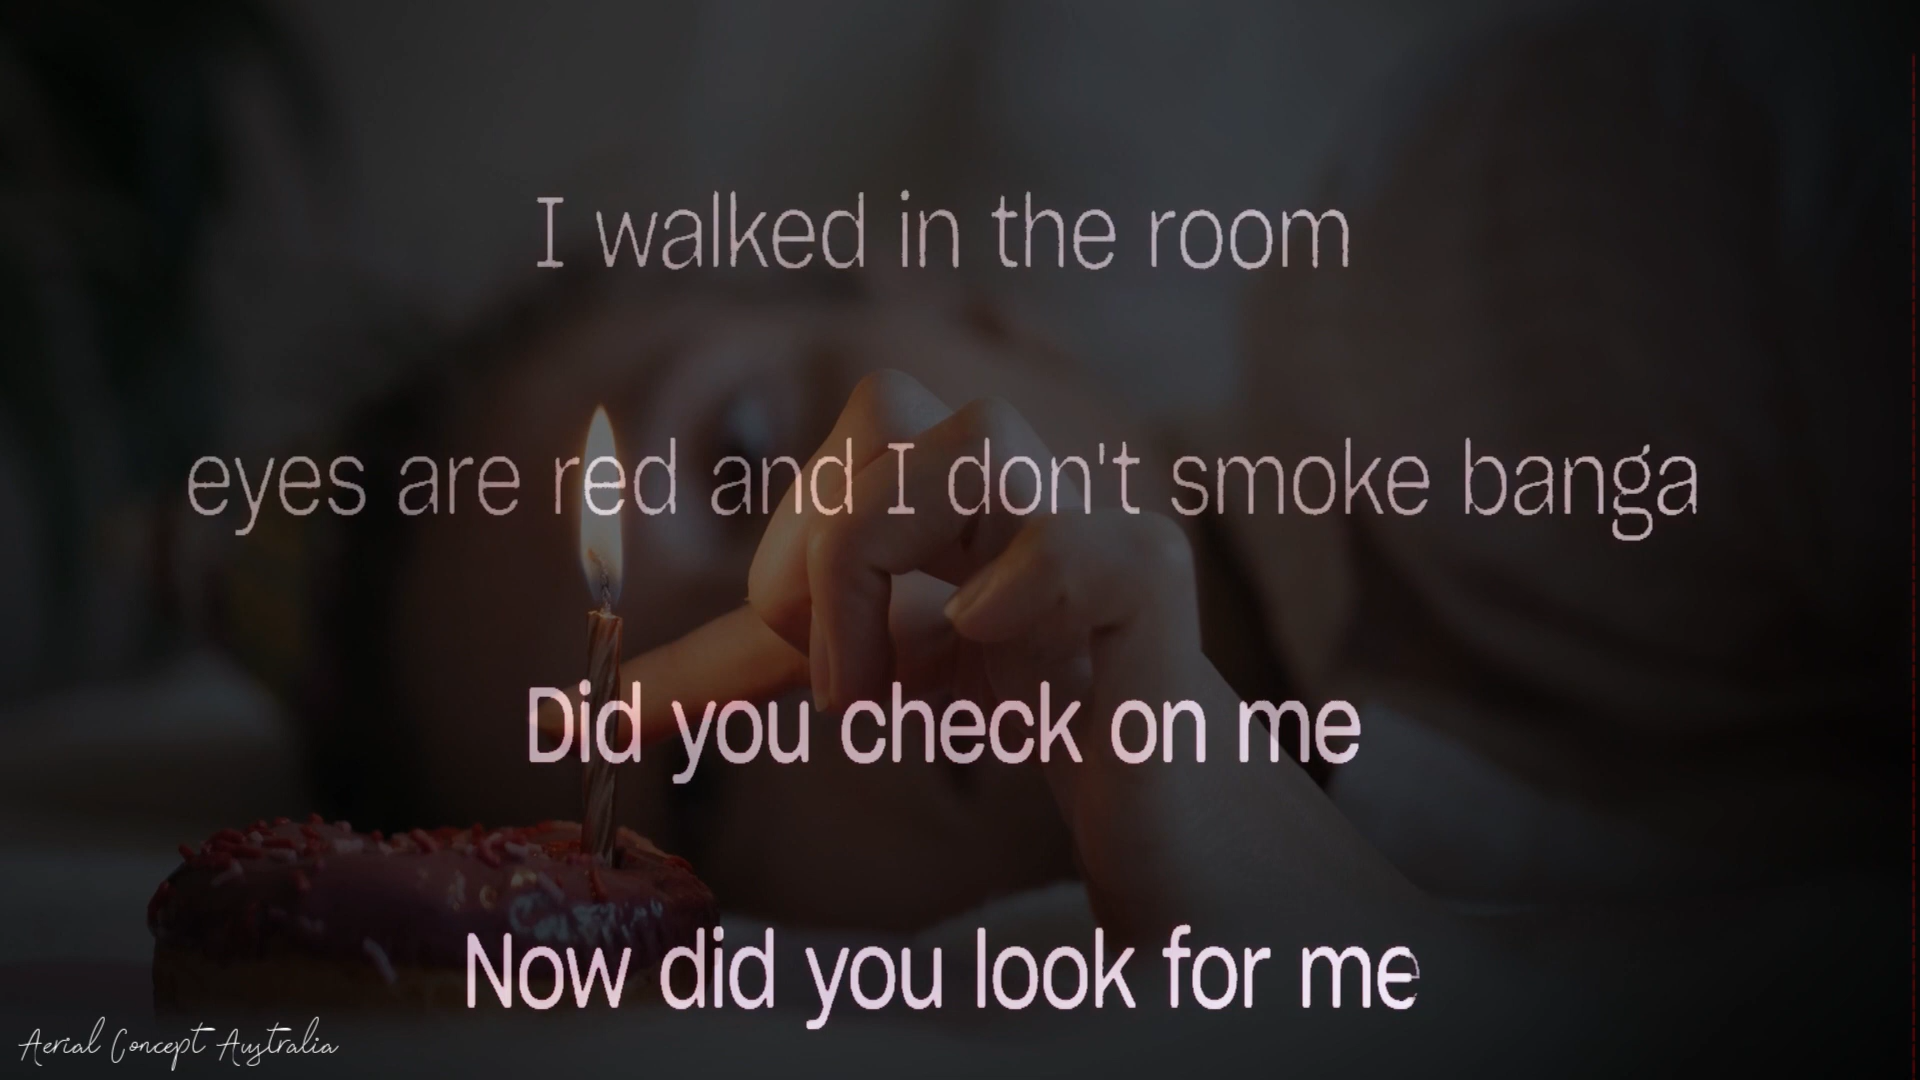 I walked in the room
eyes are red and I don't smoke banga
Did you check on me
Now did you look for me
Aerial Concept Australia